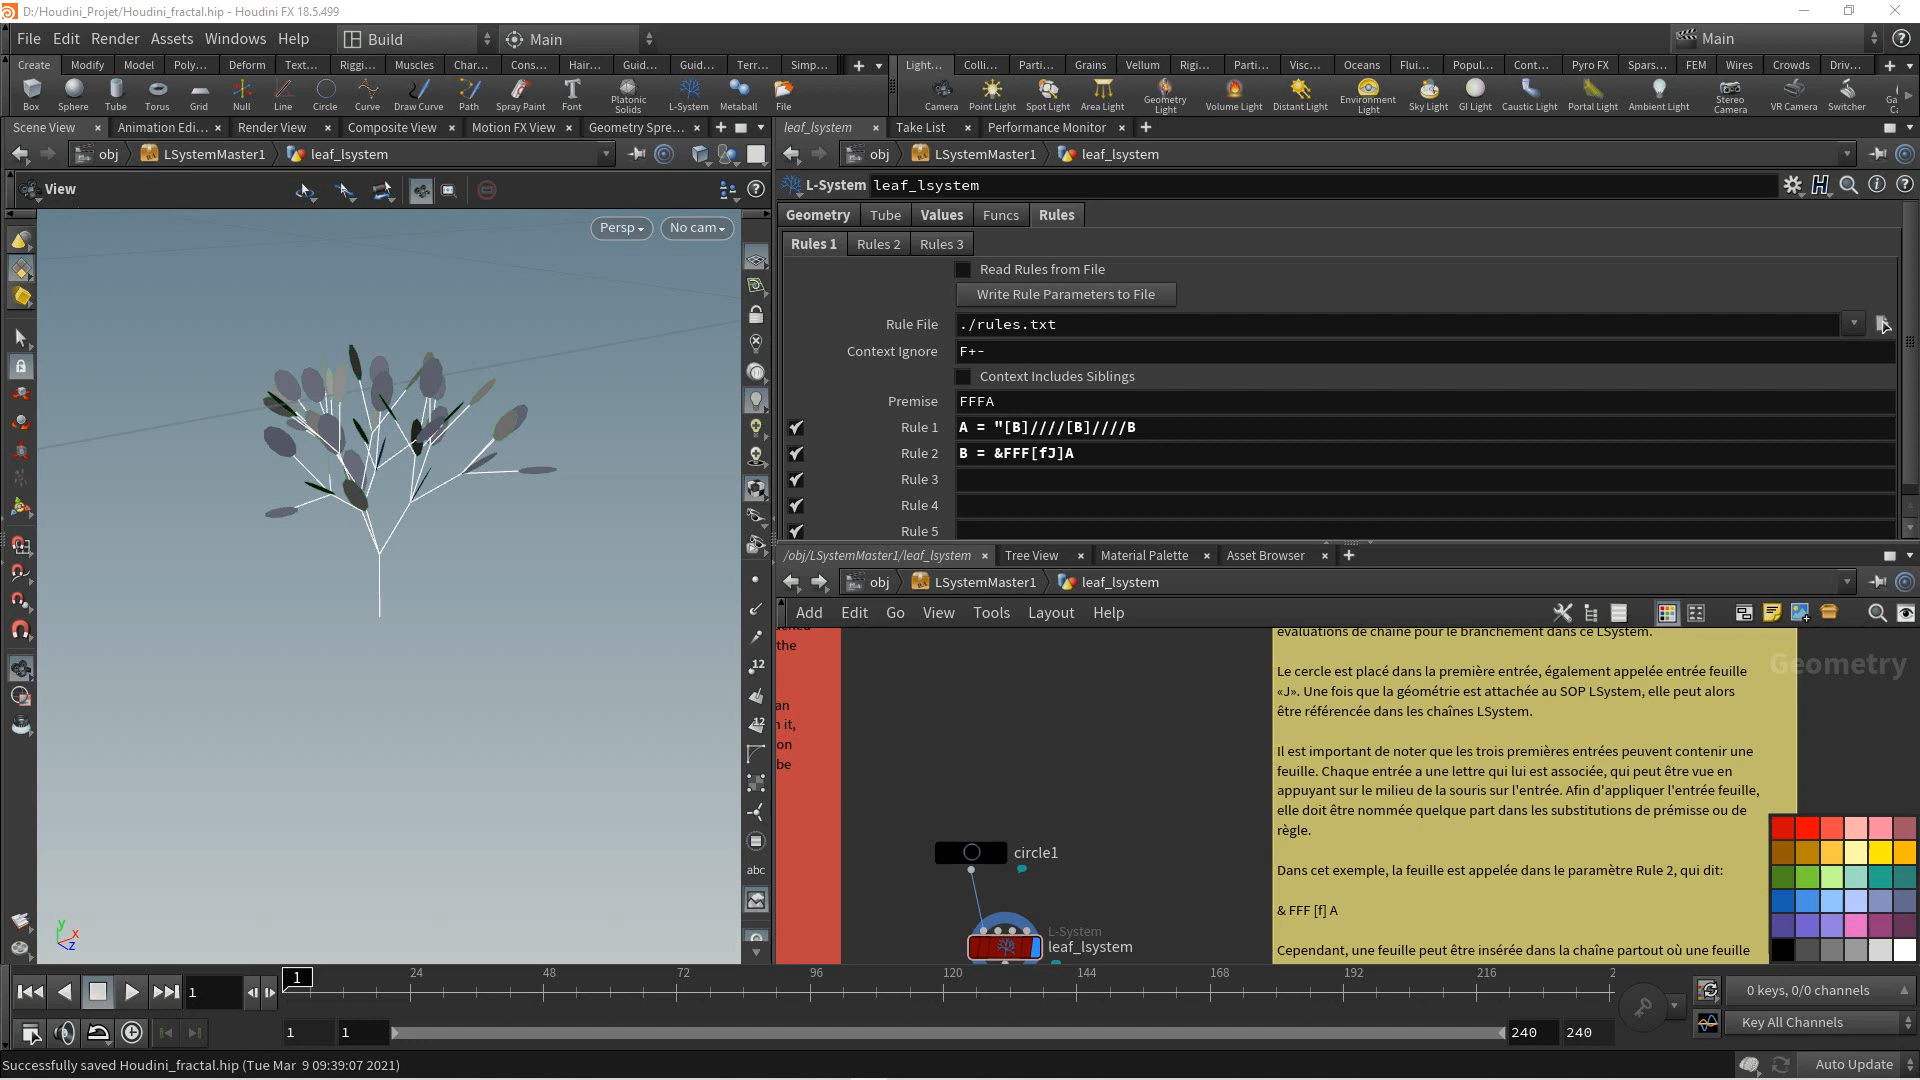 D:/Houdini_Projet/Houdini_fractal.hip - Houdini FX 18.5.499
File Edit Render Assets Windows Help Build Main Main
Create Modify Model Poly... Deform Text... Riggi... Muscles Char... Cons... Hair... Guid... Guid... Terr... Simp...
Light... Colli... Parti... Grains Vellum Rigi... Parti... Visc... Oceans Flui... Popul... Cont... Pyro FX Spars... FEM Wires Crowds Driv...
Box Sphere Tube Torus Grid Null Line Circle Curve Draw Curve Path Spray Paint Font Platonic Solids L-System Metaball File
Camera Point Light Spot Light Area Light Geometry Light Volume Light Distant Light Environment Light Sky Light GI Light Caustic Light Portal Light Ambient Light Stereo Camera VR Camera Switcher
Scene View Animation Edi... Render View Composite View Motion FX View Geometry Spre...
leaf_lsystem Take List Performance Monitor
obj LSystemMaster1 leaf_lsystem
obj LSystemMaster1 leaf_lsystem
View
Persp
No cam
L-System leaf_lsystem
Geometry Tube Values Funcs Rules
Rules 1 Rules 2 Rules 3
Read Rules from File
Write Rule Parameters to File
Rule File ./rules.txt
Context Ignore F+-
Context Includes Siblings
Premise FFFA
Rule 1 A = "[B]////[B]////B
Rule 2 B = &FFF[fJ]A
Rule 3
Rule 4
Rule 5
/obj/LSystemMaster1/leaf_lsystem Tree View Material Palette Asset Browser
obj LSystemMaster1 leaf_lsystem
Add Edit Go View Tools Layout Help
the
an
on
be
évaluations de chaîne pour le branchement dans ce LSystem.
Le cercle est placé dans la première entrée, également appelée entrée feuille
«J». Une fois que la géométrie est attachée au SOP LSystem, elle peut alors
être référencée dans les chaînes LSystem.
Il est important de noter que les trois premières entrées peuvent contenir une
feuille. Chaque entrée a une lettre qui lui est associée, qui peut être vue en
appuyant sur le milieu de la souris sur l'entrée. Afin d'appliquer l'entrée feuille,
elle doit être nommée quelque part dans les substitutions de prémisse ou de
règle.
Dans cet exemple, la feuille est appelée dans le paramètre Rule 2, qui dit:
& FFF [f] A
Cependant, une feuille peut être insérée dans la chaîne partout où une feuille
Geometry
circle1
L-System
leaf_lsystem
12
12
abc
y
x
z
1 24 48 72 96 120 144 168 192 216 2
1
1 1 240 240
0 keys, 0/0 channels
Key All Channels
Successfully saved Houdini_fractal.hip (Tue Mar 9 09:39:07 2021)
Auto Update